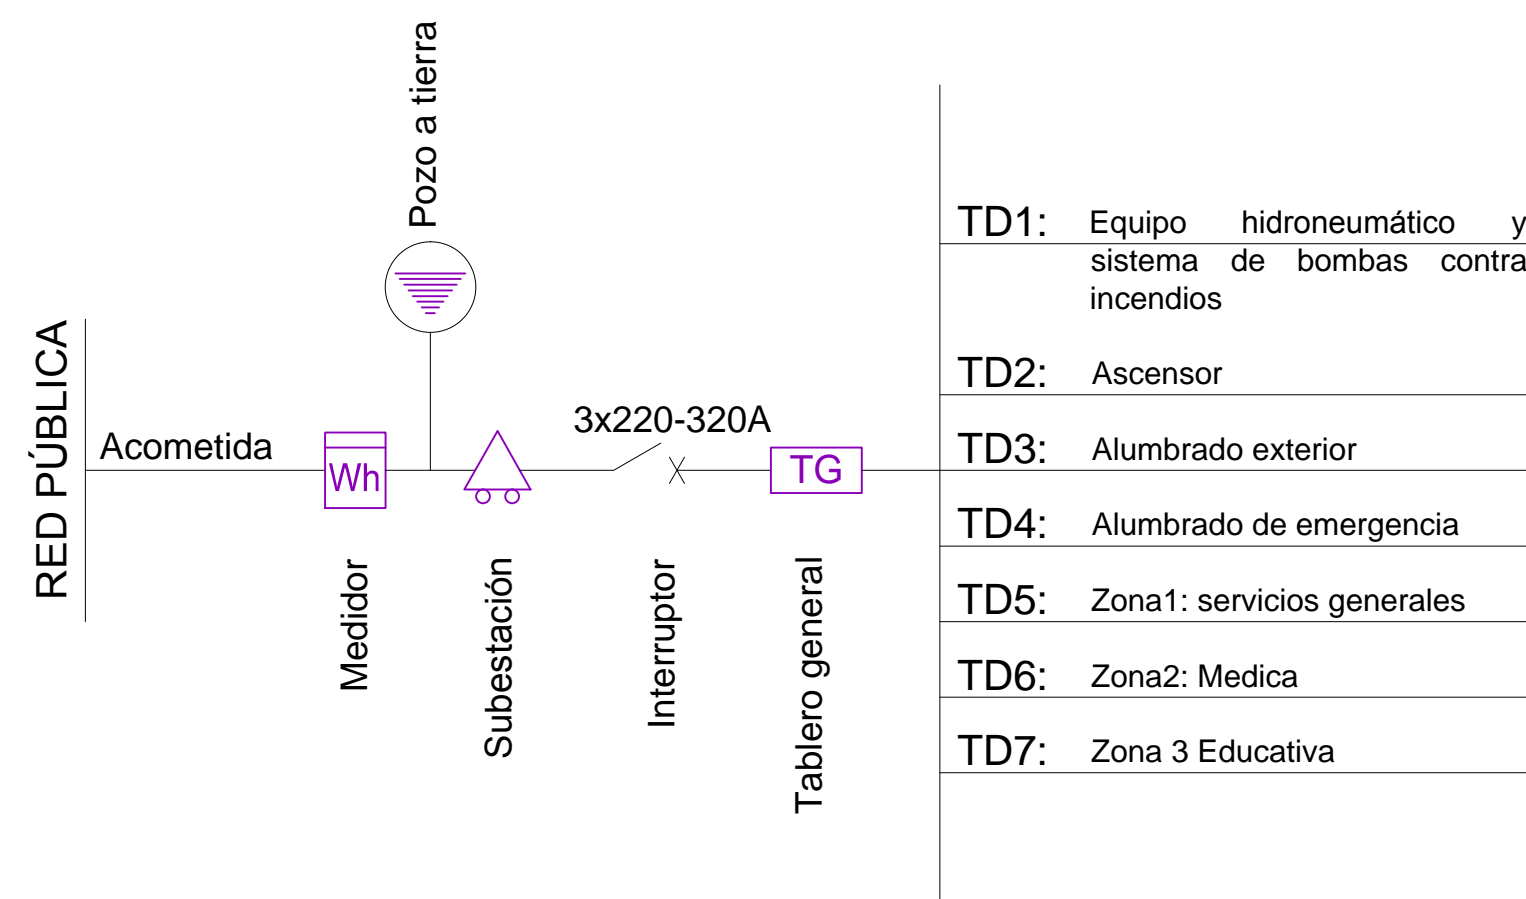 Pozo a tierra
RED PÚBLICA
Acometida
Wh
3x220-320A
TG
Medidor
Subestación
Interruptor
Tablero general
TD1: Equipo hidroneumático y
sistema de bombas contra
incendios
TD2: Ascensor
TD3: Alumbrado exterior
TD4: Alumbrado de emergencia
TD5: Zona1: servicios generales
TD6: Zona2: Medica
TD7: Zona 3 Educativa